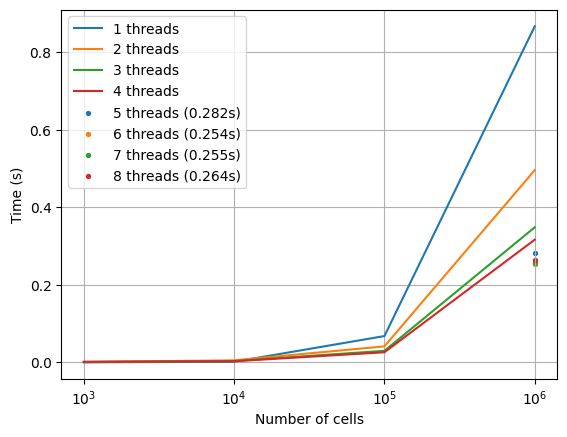 1 threads
2 threads
3 threads
4 threads
5 threads (0.282s)
6 threads (0.254s)
7 threads (0.255s)
8 threads (0.264s)
Time (s)
0.8
0.6
0.4
0.2
0.0
10³ 10⁴ 10⁵ 10⁶
Number of cells